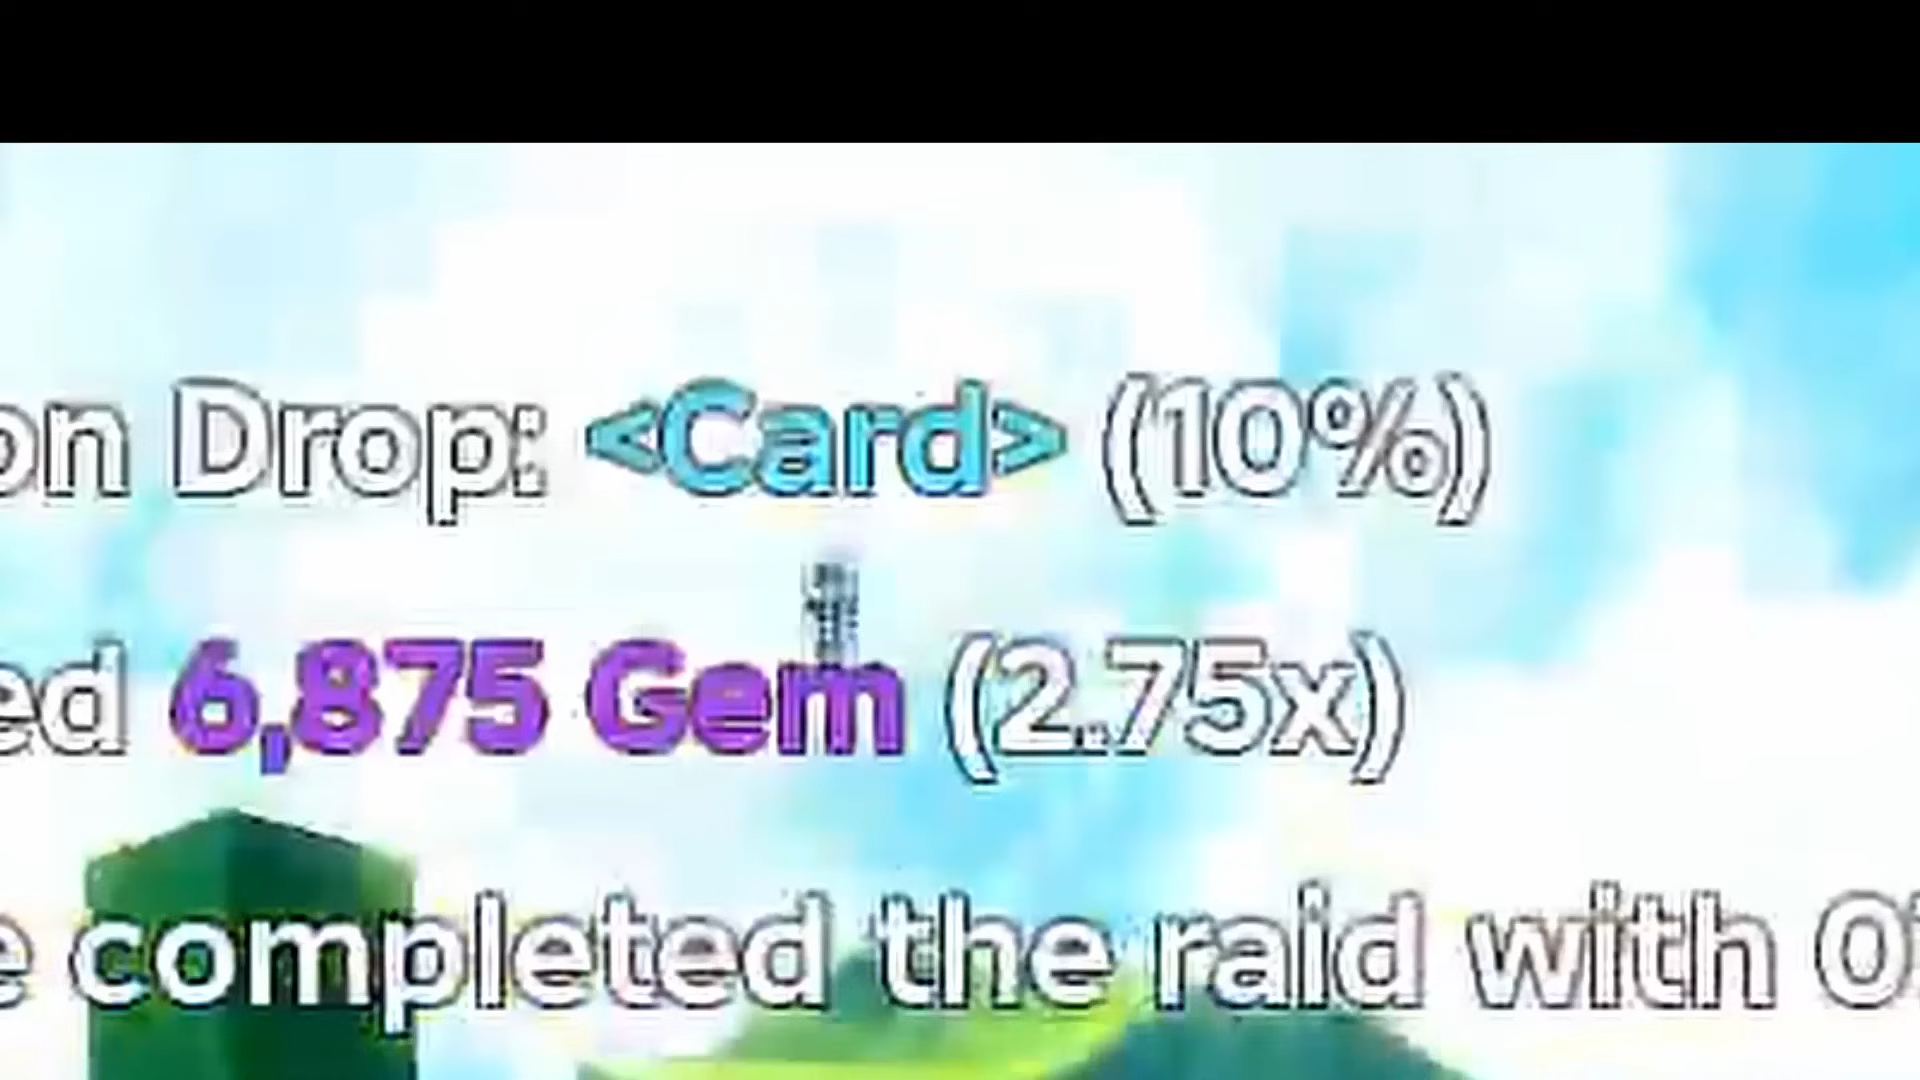 on Drop: <Card> (10%)
ed 6,875 Gem (2.75x)
e completed the raid with